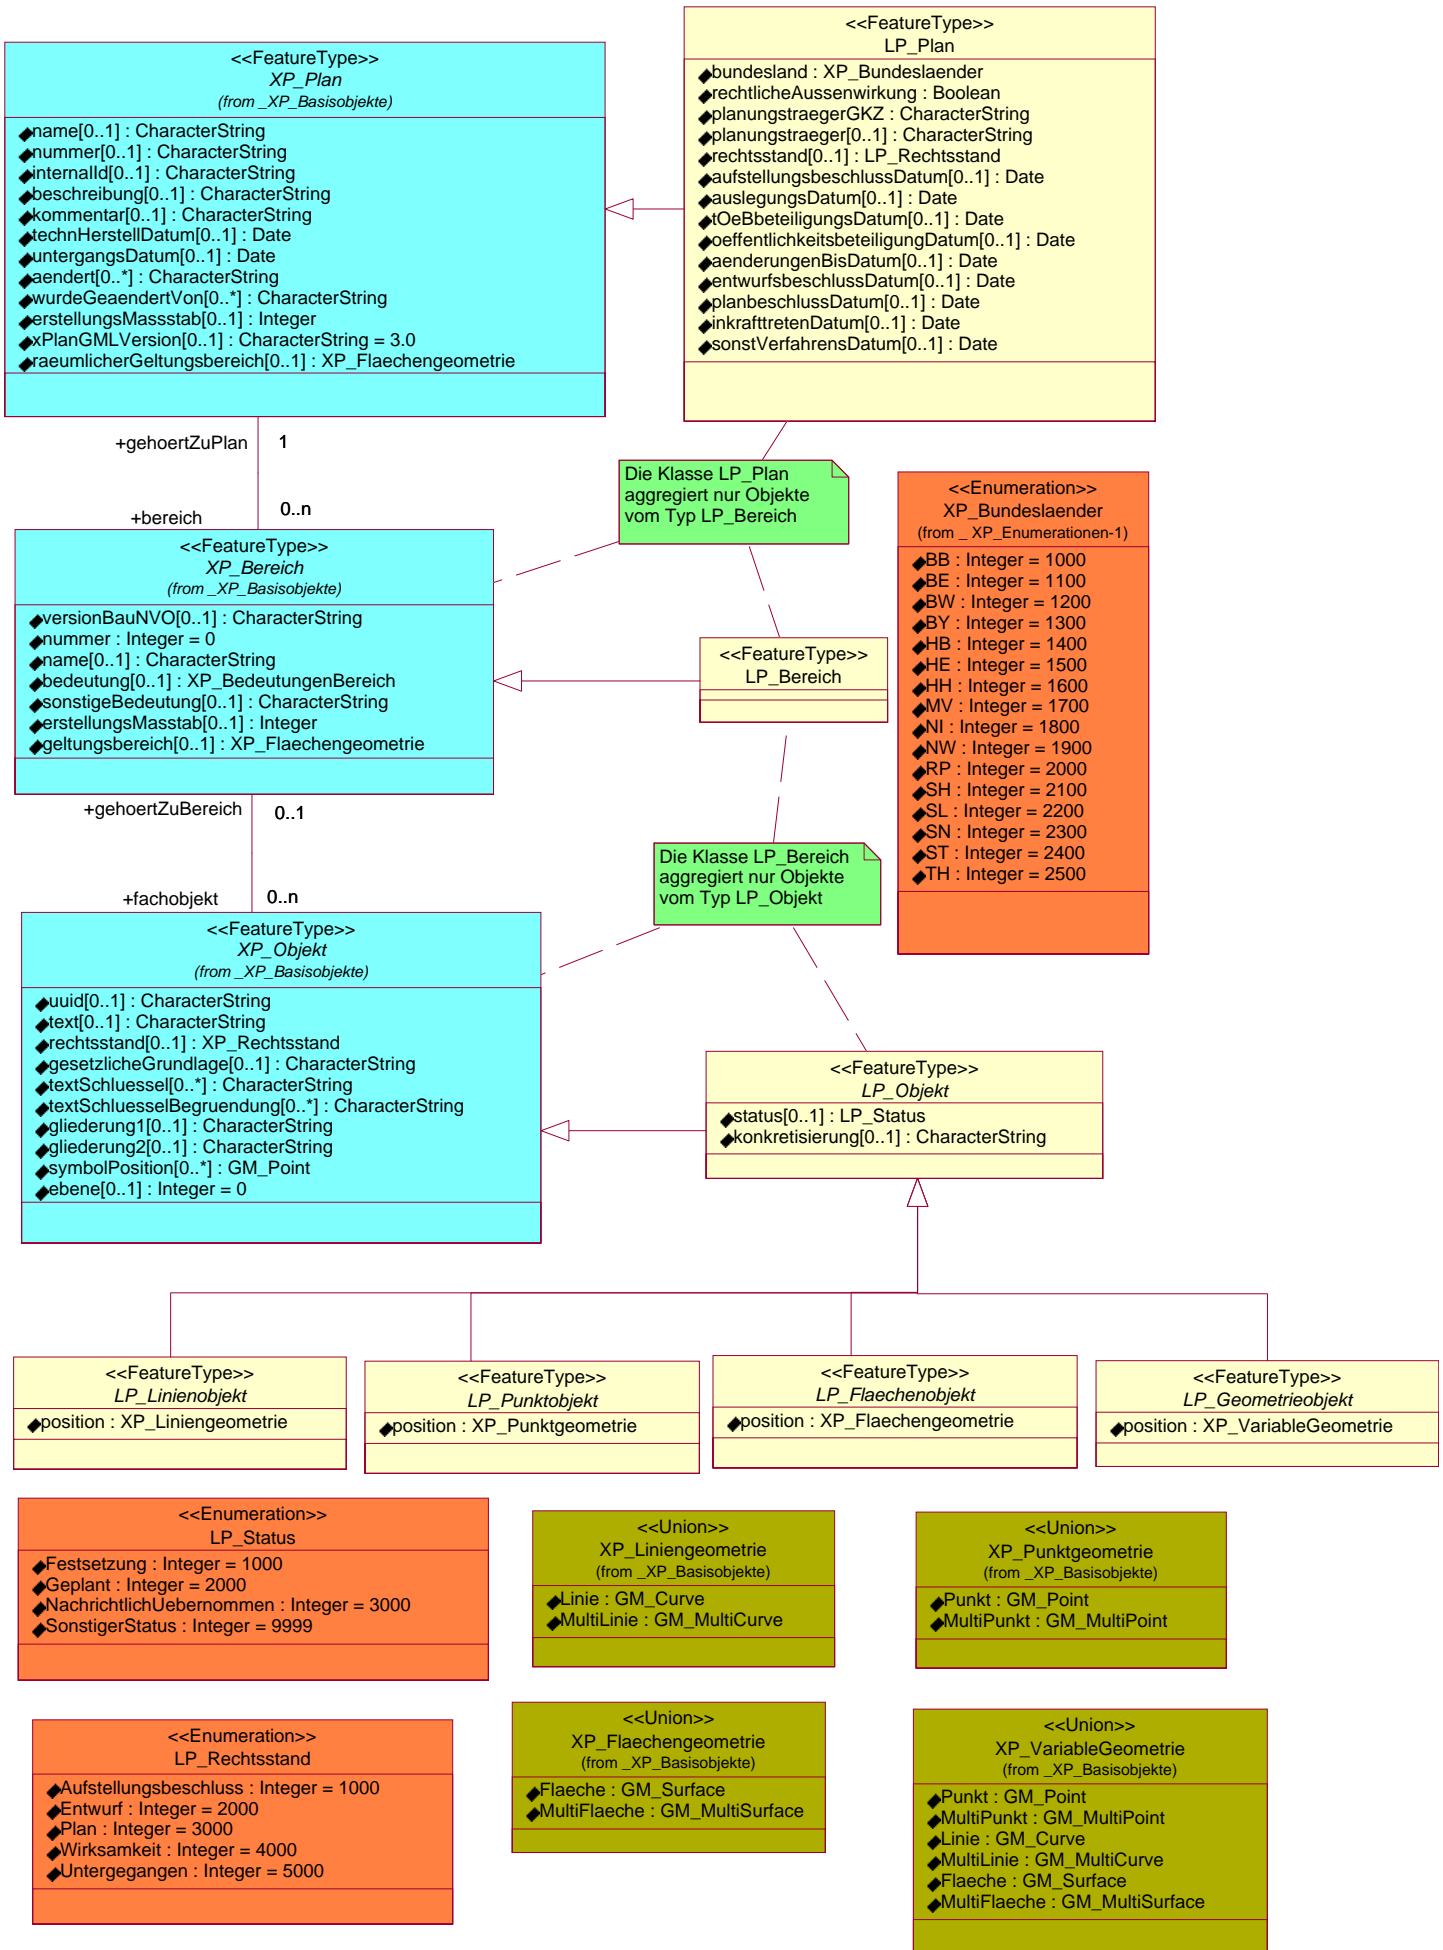 <<FeatureType>>
XP_Plan
(from _XP_Basisobjekte)
name[0..1] : CharacterString
nummer[0..1] : CharacterString
internalId[0..1] : CharacterString
beschreibung[0..1] : CharacterString
kommentar[0..1] : CharacterString
technHerstellDatum[0..1] : Date
untergangsDatum[0..1] : Date
aendert[0..*] : CharacterString
wurdeGeaendertVon[0..*] : CharacterString
erstellungsMassstab[0..1] : Integer
xPlanGMLVersion[0..1] : CharacterString = 3.0
raeumlicherGeltungsbereich[0..1] : XP_Flaechengeometrie
<<FeatureType>>
LP_Plan
bundesland : XP_Bundeslaender
rechtlicheAussenwirkung : Boolean
planungstraegerGKZ : CharacterString
planungstraeger[0..1] : CharacterString
rechtsstand[0..1] : LP_Rechtsstand
aufstellungsbeschlussDatum[0..1] : Date
auslegungsDatum[0..1] : Date
tOeBbeteiligungsDatum[0..1] : Date
oeffentlichkeitsbeteiligungDatum[0..1] : Date
aenderungenBisDatum[0..1] : Date
entwurfsbeschlussDatum[0..1] : Date
planbeschlussDatum[0..1] : Date
inkrafttretenDatum[0..1] : Date
sonstVerfahrensDatum[0..1] : Date
+gehoertZuPlan
1
+bereich
0..n
Die Klasse LP_Plan
aggregiert nur Objekte
vom Typ LP_Bereich
<<FeatureType>>
XP_Bereich
(from _XP_Basisobjekte)
versionBauNVO[0..1] : CharacterString
nummer : Integer = 0
name[0..1] : CharacterString
bedeutung[0..1] : XP_BedeutungenBereich
sonstigeBedeutung[0..1] : CharacterString
erstellungsMasstab[0..1] : Integer
geltungsbereich[0..1] : XP_Flaechengeometrie
<<FeatureType>>
LP_Bereich
<<Enumeration>>
XP_Bundeslaender
(from _ XP_Enumerationen-1)
BB : Integer = 1000
BE : Integer = 1100
BW : Integer = 1200
BY : Integer = 1300
HB : Integer = 1400
HE : Integer = 1500
HH : Integer = 1600
MV : Integer = 1700
NI : Integer = 1800
NW : Integer = 1900
RP : Integer = 2000
SH : Integer = 2100
SL : Integer = 2200
SN : Integer = 2300
ST : Integer = 2400
TH : Integer = 2500
+gehoertZuBereich
0..1
+fachobjekt
0..n
Die Klasse LP_Bereich
aggregiert nur Objekte
vom Typ LP_Objekt
<<FeatureType>>
XP_Objekt
(from _XP_Basisobjekte)
uuid[0..1] : CharacterString
text[0..1] : CharacterString
rechtsstand[0..1] : XP_Rechtsstand
gesetzlicheGrundlage[0..1] : CharacterString
textSchluessel[0..*] : CharacterString
textSchluesselBegruendung[0..*] : CharacterString
gliederung1[0..1] : CharacterString
gliederung2[0..1] : CharacterString
symbolPosition[0..*] : GM_Point
ebene[0..1] : Integer = 0
<<FeatureType>>
LP_Objekt
status[0..1] : LP_Status
konkretisierung[0..1] : CharacterString
<<FeatureType>>
LP_Linienobjekt
position : XP_Liniengeometrie
<<FeatureType>>
LP_Punktobjekt
position : XP_Punktgeometrie
<<FeatureType>>
LP_Flaechenobjekt
position : XP_Flaechengeometrie
<<FeatureType>>
LP_Geometrieobjekt
position : XP_VariableGeometrie
<<Enumeration>>
LP_Status
Festsetzung : Integer = 1000
Geplant : Integer = 2000
NachrichtlichUebernommen : Integer = 3000
SonstigerStatus : Integer = 9999
<<Union>>
XP_Liniengeometrie
(from _XP_Basisobjekte)
Linie : GM_Curve
MultiLinie : GM_MultiCurve
<<Union>>
XP_Punktgeometrie
(from _XP_Basisobjekte)
Punkt : GM_Point
MultiPunkt : GM_MultiPoint
<<Enumeration>>
LP_Rechtsstand
Aufstellungsbeschluss : Integer = 1000
Entwurf : Integer = 2000
Plan : Integer = 3000
Wirksamkeit : Integer = 4000
Untergegangen : Integer = 5000
<<Union>>
XP_Flaechengeometrie
(from _XP_Basisobjekte)
Flaeche : GM_Surface
MultiFlaeche : GM_MultiSurface
<<Union>>
XP_VariableGeometrie
(from _XP_Basisobjekte)
Punkt : GM_Point
MultiPunkt : GM_MultiPoint
Linie : GM_Curve
MultiLinie : GM_MultiCurve
Flaeche : GM_Surface
MultiFlaeche : GM_MultiSurface